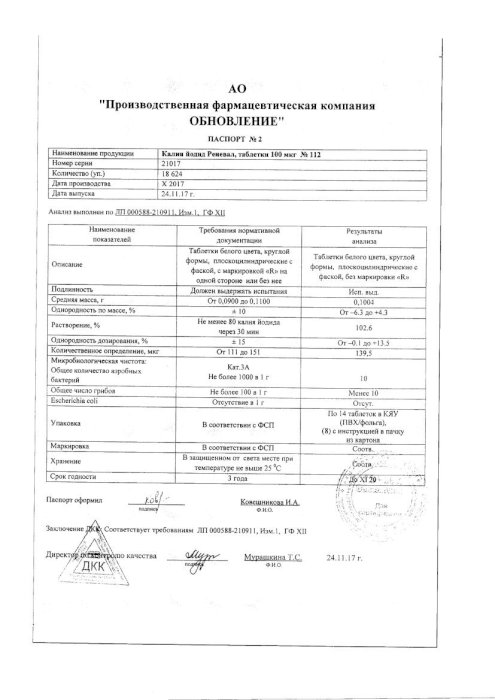 АО
"Производственная фармацевтическая компания
ОБНОВЛЕНИЕ"
ПАСПОРТ № 2
Наименование продукции Калия йодид Реневал, таблетки 100 мкг № 112
Номер серии 21017
Количество (уп.) 18 624
Дата производства X 2017
Дата выпуска 24.11.17 г.
Анализ выполнен по ЛП 000588-210911, Изм.1, ГФ XII
Наименование показателей Требования нормативной документации Результаты анализа
Описание Таблетки белого цвета, круглой формы, плоскоцилиндрические с фаской, с маркировкой «R» на одной стороне или без нее Таблетки белого цвета, круглой формы, плоскоцилиндрические с фаской, без маркировки «R»
Подлинность Должен выдержать испытания Исп. выд.
Средняя масса, г От 0,0900 до 0,1100 0,1004
Однородность по массе, % ± 10 От –6.3 до +4.3
Растворение, % Не менее 80 калия йодида через 30 мин 102.6
Однородность дозирования, % ± 15 От –0.1 до +13.5
Количественное определение, мкг От 111 до 151 139,5
Микробиологическая чистота: Кат.3А
Общее количество аэробных бактерий Не более 1000 в 1 г 10
Общее число грибов Не более 100 в 1 г Менее 10
Escherichia coli Отсутствие в 1 г Отсут.
Упаковка В соответствии с ФСП По 14 таблеток в КЯУ (ПВХ/фольга), (8) с инструкцией в пачку из картона
Маркировка В соответствии с ФСП Соотв.
Хранение В защищенном от света месте при температуре не выше 25 ⁰С Соотв.
Срок годности 3 года До XI 20
Паспорт оформил Ковешникова И.А.
подпись Ф.И.О.
Заключение ДКК: Соответствует требованиям ЛП 000588-210911, Изм.1, ГФ XII
Директор по контролю качества Мурашкина Т.С. 24.11.17 г.
подпись Ф.И.О.
ДКК